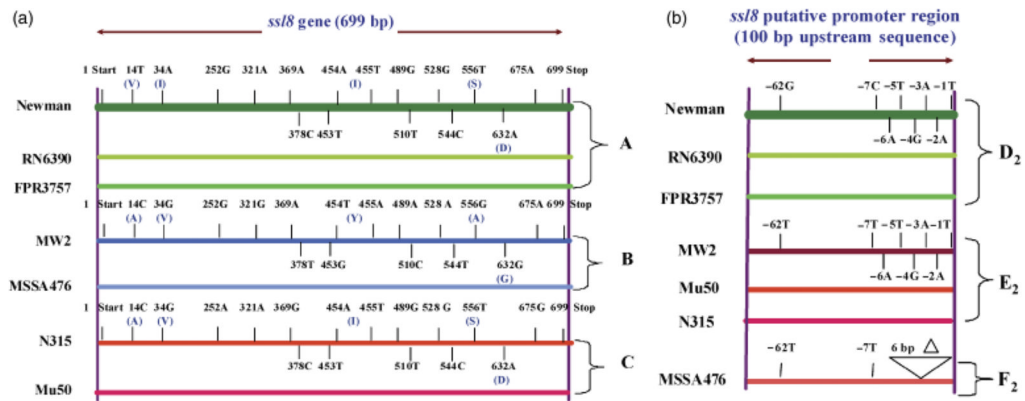 (a)
ssl8 gene (699 bp)
1 Start 14T 34A 252G 321A 369A 454A 455T 489G 528G 556T 675A 699 Stop
(V) (I) (I) (S)
Newman
378C 453T 510T 544C 632A
(D)
A
RN6390
FPR3757
1 Start 14C 34G 252G 321G 369A 454T 455A 489A 528 A 556G 675A 699 Stop
(A) (V) (Y) (A)
MW2
378T 453G 510C 544T 632G
(G)
B
MSSA476
1 Start 14C 34G 252A 321A 369G 454A 455T 489G 528 G 556T 675G 699 Stop
(A) (V) (I) (S)
N315
378C 453T 510T 544C 632A
(D)
C
Mu50
(b)
ssl8 putative promoter region
(100 bp upstream sequence)
−62G −7C −5T −3A −1T
Newman
−6A −4G −2A
RN6390
D2
FPR3757
−62T −7T −5T −3A −1T
MW2
−6A −4G −2A
Mu50
E2
N315
−62T −7T 6 bp Δ
MSSA476
F2